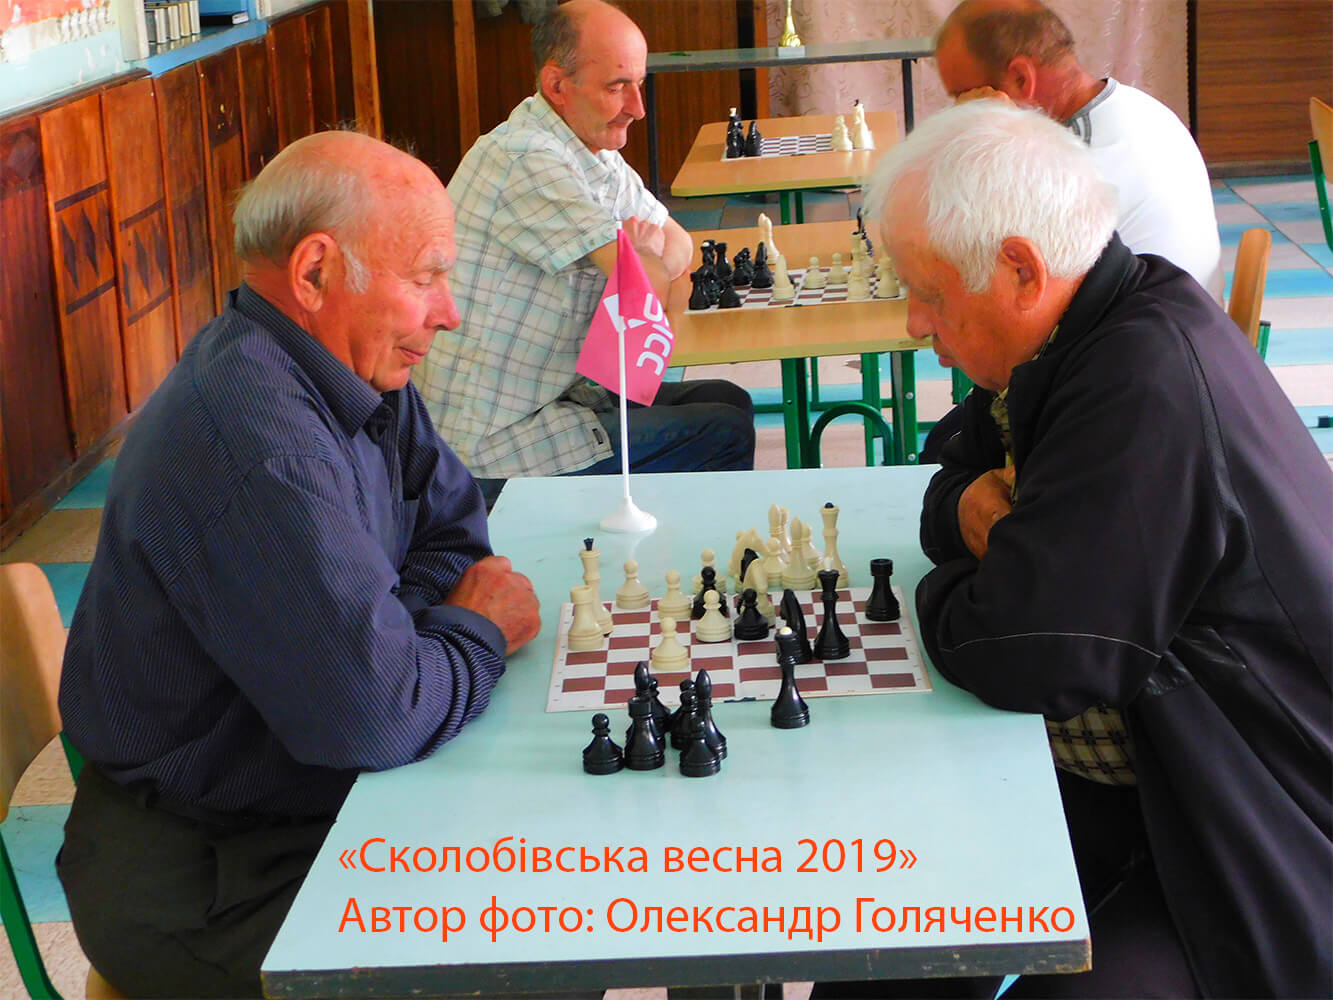 «Сколобівська весна 2019»
Автор фото: Олександр Голяченко